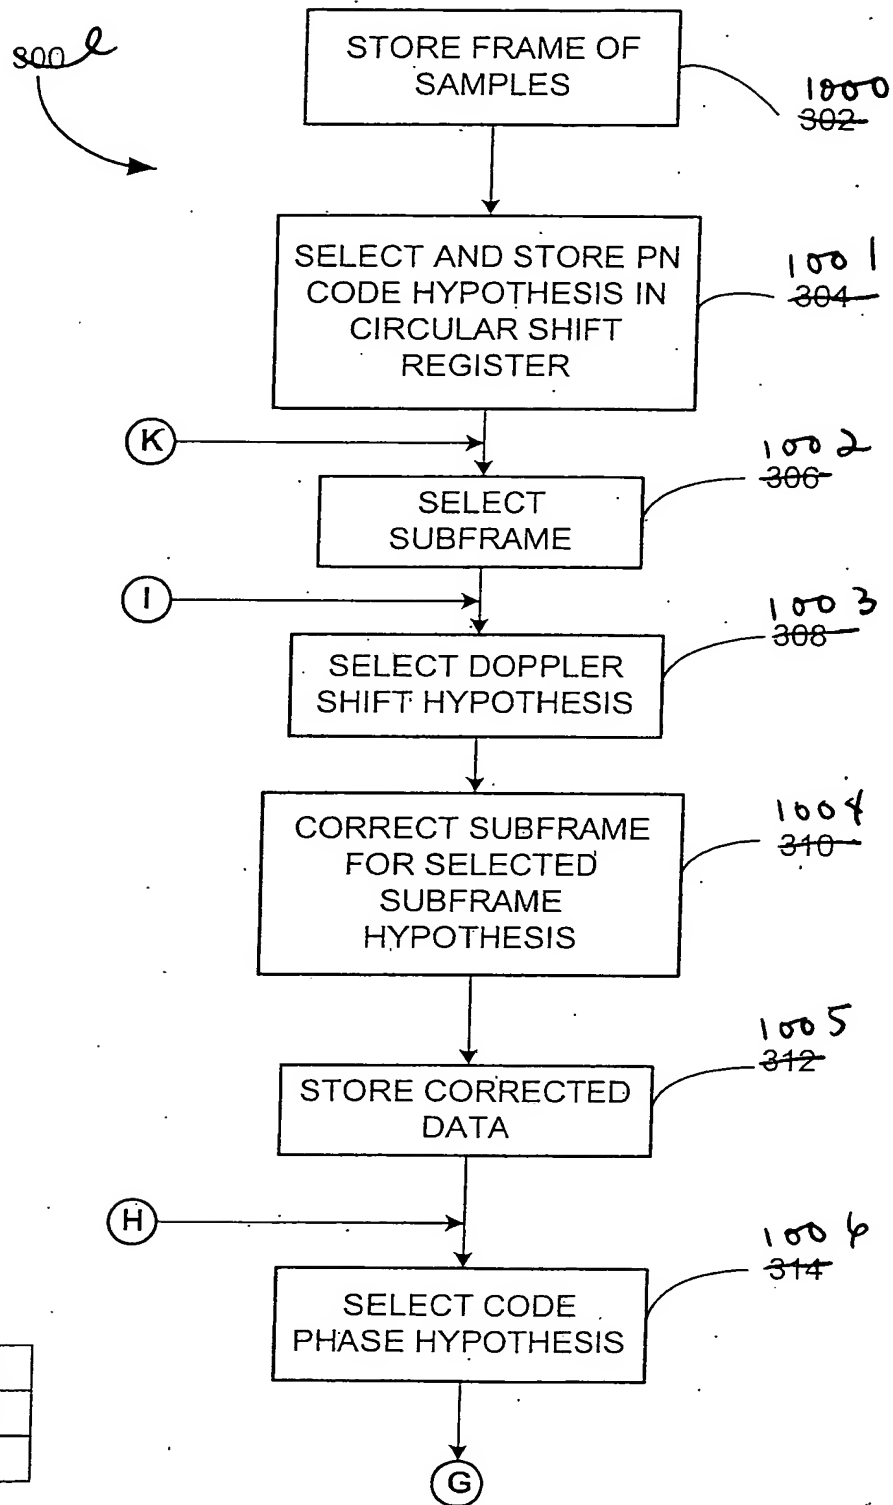 STORE FRAME OF
SAMPLES
1000
302
SELECT AND STORE PN
CODE HYPOTHESIS IN
CIRCULAR SHIFT
REGISTER
1001
304
K
SELECT
SUBFRAME
1002
306
I
SELECT DOPPLER
SHIFT HYPOTHESIS
1003
308
CORRECT SUBFRAME
FOR SELECTED
SUBFRAME
HYPOTHESIS
1004
310
STORE CORRECTED
DATA
1005
312
H
SELECT CODE
PHASE HYPOTHESIS
1006
314
G